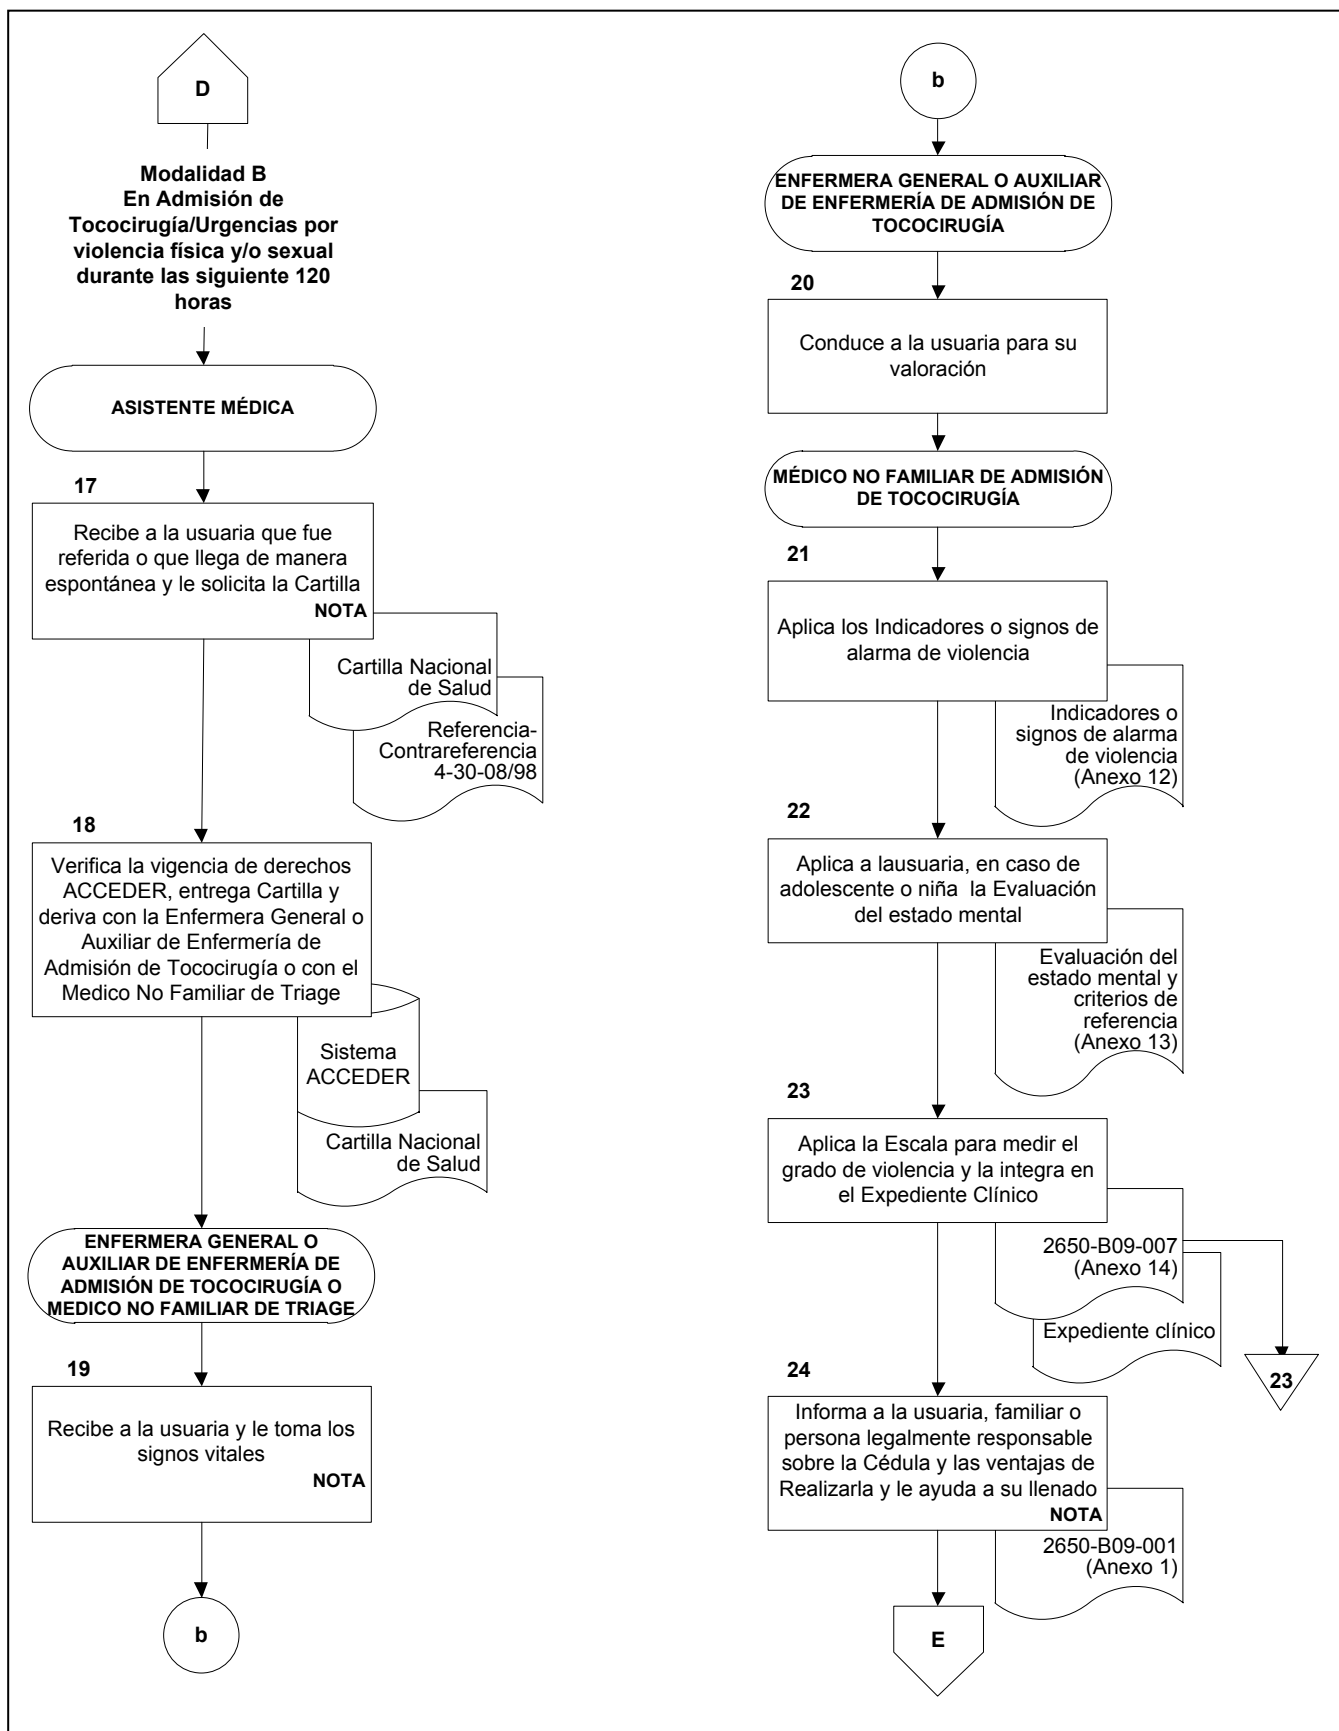 D
Modalidad B
En Admisión de
Tococirugía/Urgencias por
violencia física y/o sexual
durante las siguiente 120
horas
ASISTENTE MÉDICA
17
Recibe a la usuaria que fue
referida o que llega de manera
espontánea y le solicita la Cartilla
NOTA
Cartilla Nacional
de Salud
Referencia-
Contrareferencia
4-30-08/98
18
Verifica la vigencia de derechos
ACCEDER, entrega Cartilla y
deriva con la Enfermera General o
Auxiliar de Enfermería de
Admisión de Tococirugía o con el
Medico No Familiar de Triage
Sistema
ACCEDER
Cartilla Nacional
de Salud
ENFERMERA GENERAL O
AUXILIAR DE ENFERMERÍA DE
ADMISIÓN DE TOCOCIRUGÍA O
MEDICO NO FAMILIAR DE TRIAGE
19
Recibe a la usuaria y le toma los
signos vitales
NOTA
b
b
ENFERMERA GENERAL O AUXILIAR
DE ENFERMERÍA DE ADMISIÓN DE
TOCOCIRUGÍA
20
Conduce a la usuaria para su
valoración
MÉDICO NO FAMILIAR DE ADMISIÓN
DE TOCOCIRUGÍA
21
Aplica los Indicadores o signos de
alarma de violencia
Indicadores o
signos de alarma
de violencia
(Anexo 12)
22
Aplica a lausuaria, en caso de
adolescente o niña la Evaluación
del estado mental
Evaluación del
estado mental y
criterios de
referencia
(Anexo 13)
23
Aplica la Escala para medir el
grado de violencia y la integra en
el Expediente Clínico
2650-B09-007
(Anexo 14)
Expediente clínico
23
24
Informa a la usuaria, familiar o
persona legalmente responsable
sobre la Cédula y las ventajas de
Realizarla y le ayuda a su llenado
NOTA
2650-B09-001
(Anexo 1)
E